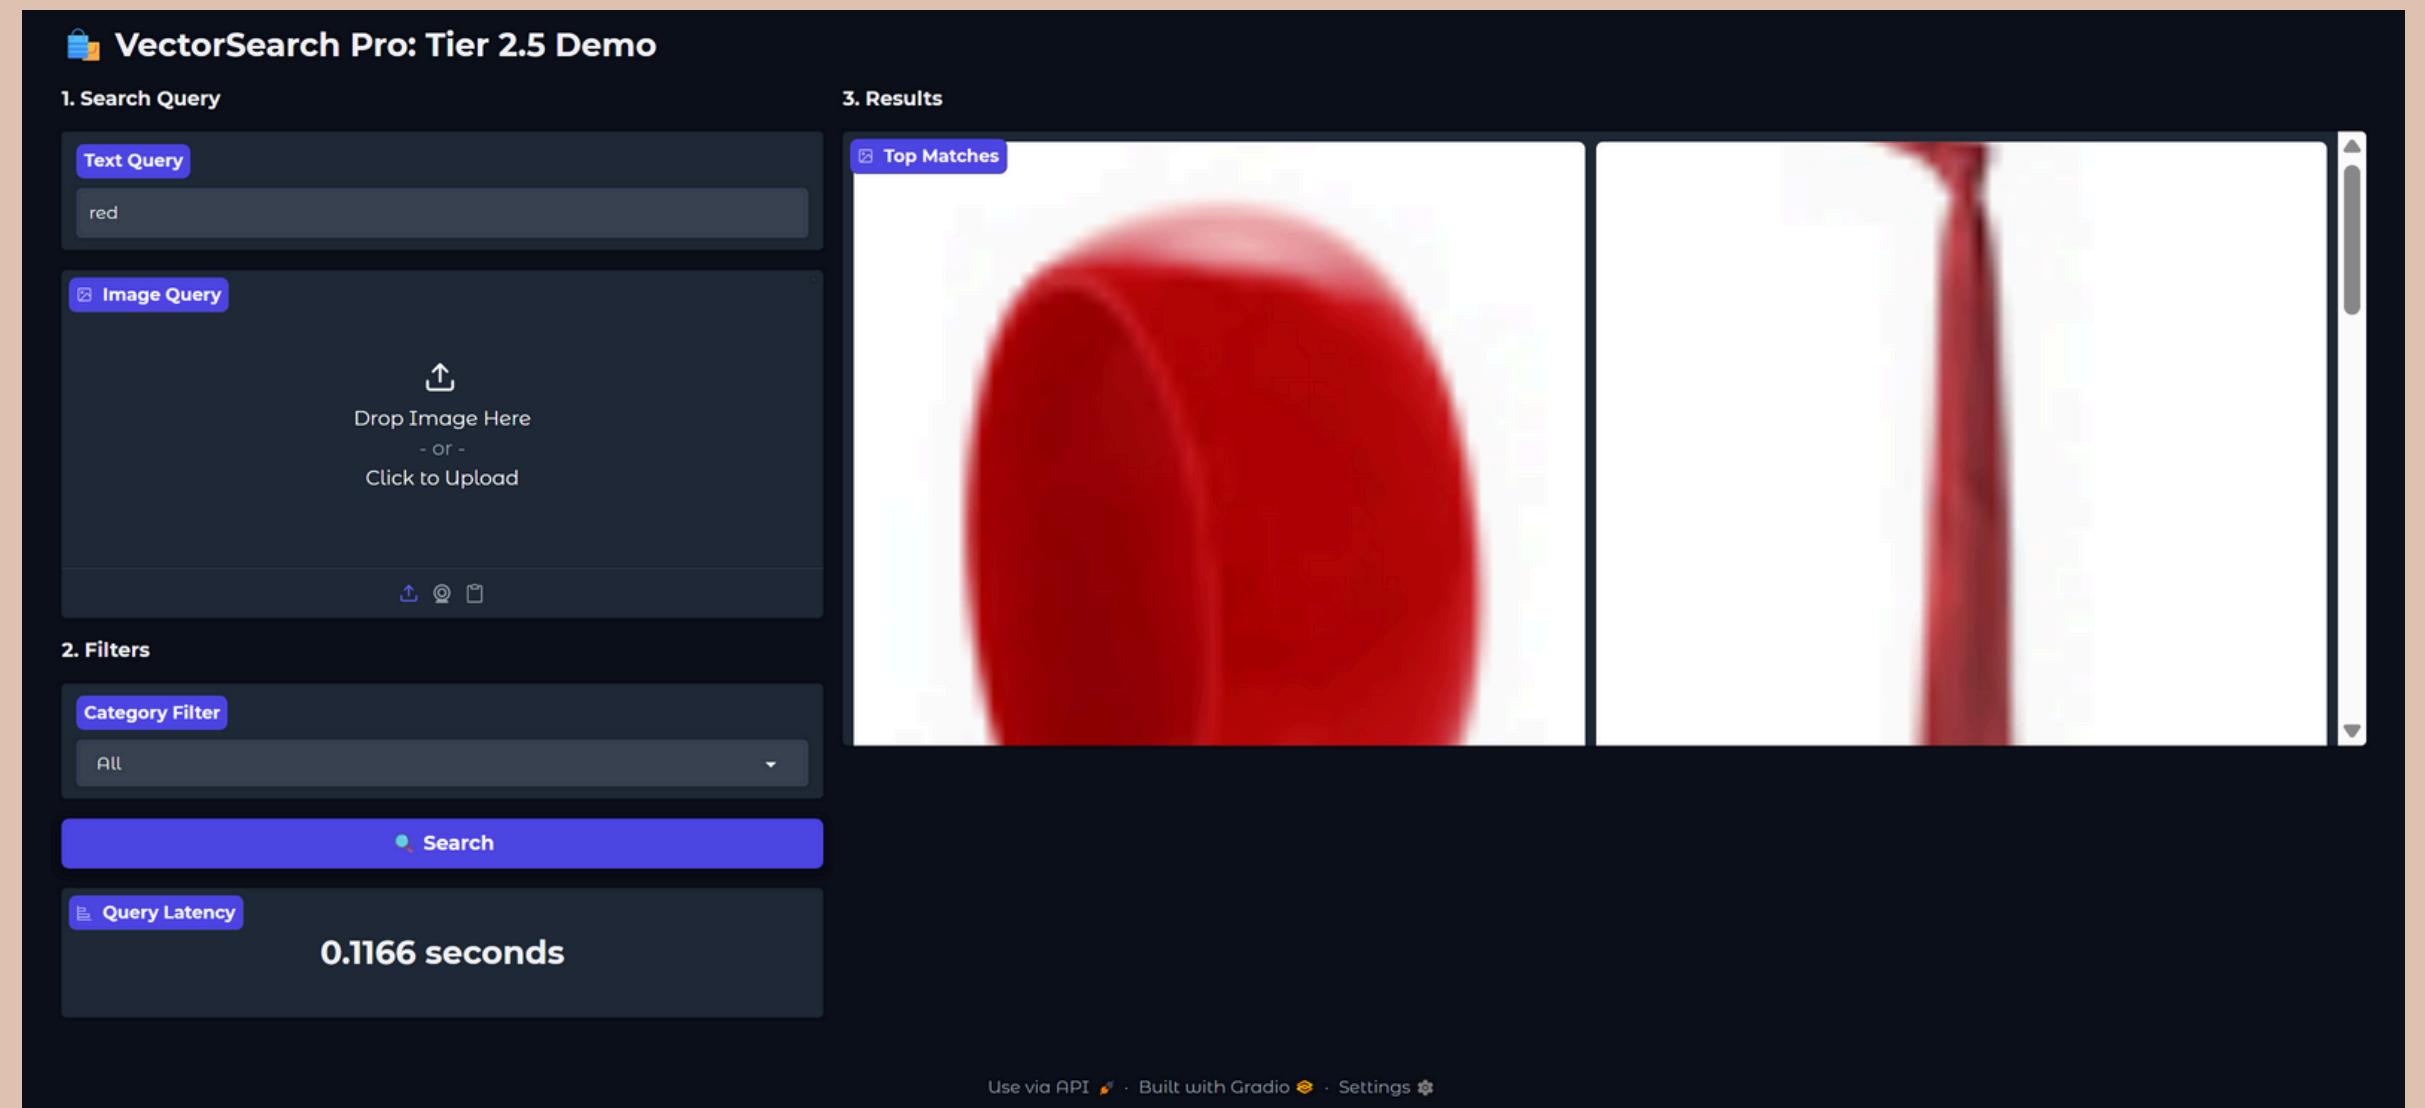 VectorSearch Pro: Tier 2.5 Demo
1. Search Query
Text Query
red
Image Query
Drop Image Here
- or -
Click to Upload
2. Filters
Category Filter
All
Search
Query Latency
0.1166 seconds
3. Results
Top Matches
Use via API · Built with Gradio · Settings